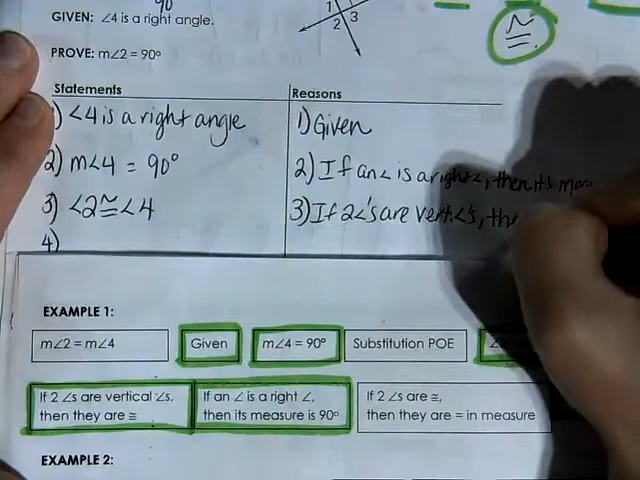 90
GIVEN: ∠4 is a right angle.
1
2 3
≅
PROVE: m∠2 = 90°
Statements Reasons
1) ∠4 is a right angle 1) Given
2) m∠4 = 90° 2) If an ∠ is a right ∠, then its
3) ∠2 ≅ ∠4 3) If 2 ∠'s are vert. ∠'s,
4)
EXAMPLE 1:
m∠2 = m∠4 Given m∠4 = 90° Substitution POE
If 2 ∠s are vertical ∠s, If an ∠ is a right ∠, If 2 ∠s are ≅,
then they are ≅ then its measure is 90° then they are = in measure
EXAMPLE 2: